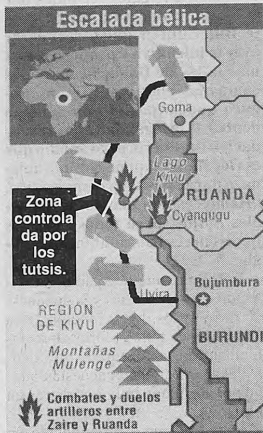 Escalada bélica
Goma
Lago
Kivu
RUANDA
Cyangugu
Zona
controla
da por
los
tutsis.
Uvira
Bujumbura
REGIÓN
DE KIVU
BURUNDI
Montañas
Mulenge
Combates y duelos
artilleros entre
Zaire y Ruanda